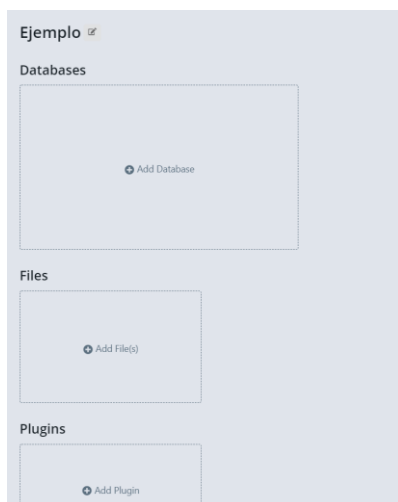 Ejemplo
Databases
Add Database
Files
Add File(s)
Plugins
Add Plugin